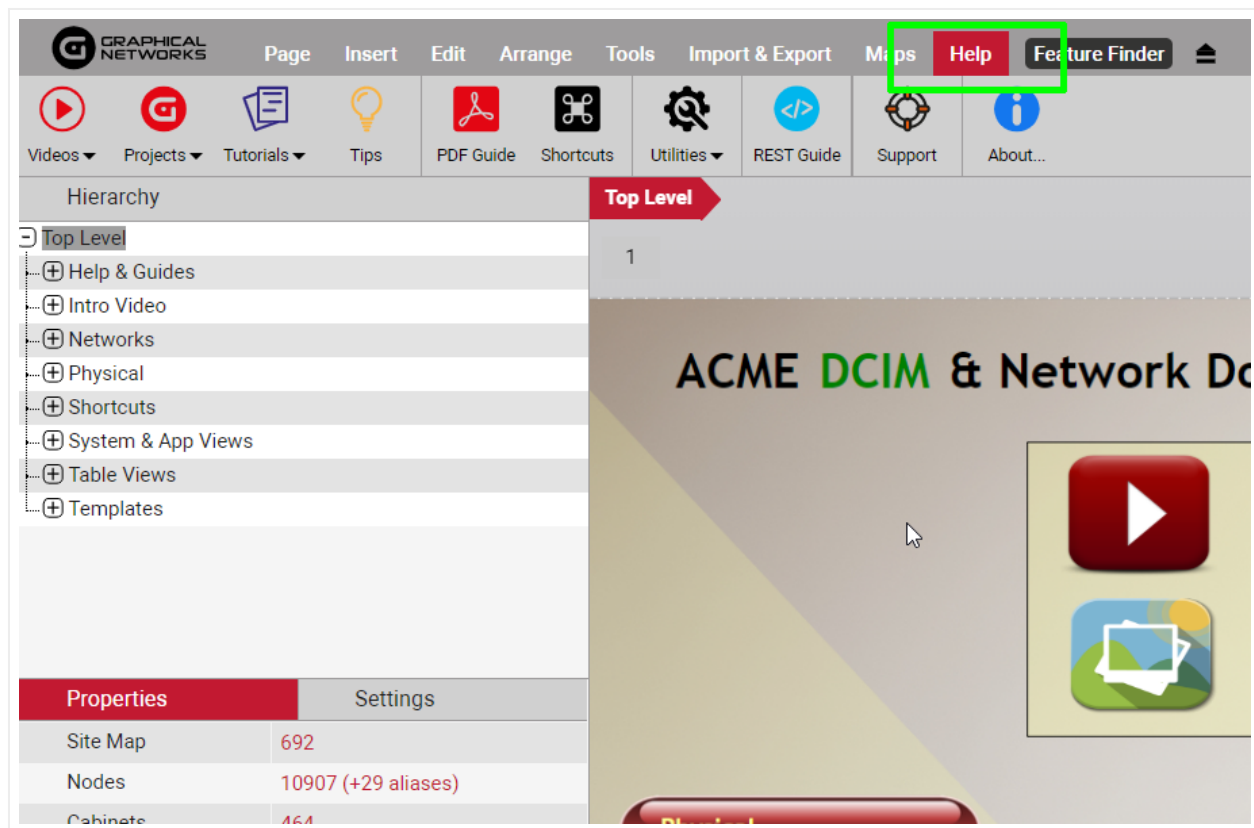 GRAPHICAL
NETWORKS
Page Insert Edit Arrange Tools Import & Export Maps Help Feature Finder
Videos Projects Tutorials Tips PDF Guide Shortcuts Utilities REST Guide Support About...
Hierarchy
Top Level
Help & Guides
Intro Video
Networks
Physical
Shortcuts
System & App Views
Table Views
Templates
Properties Settings
Site Map 692
Nodes 10907 (+29 aliases)
Cabinets 464
Top Level
1
ACME DCIM & Network Do
Physical